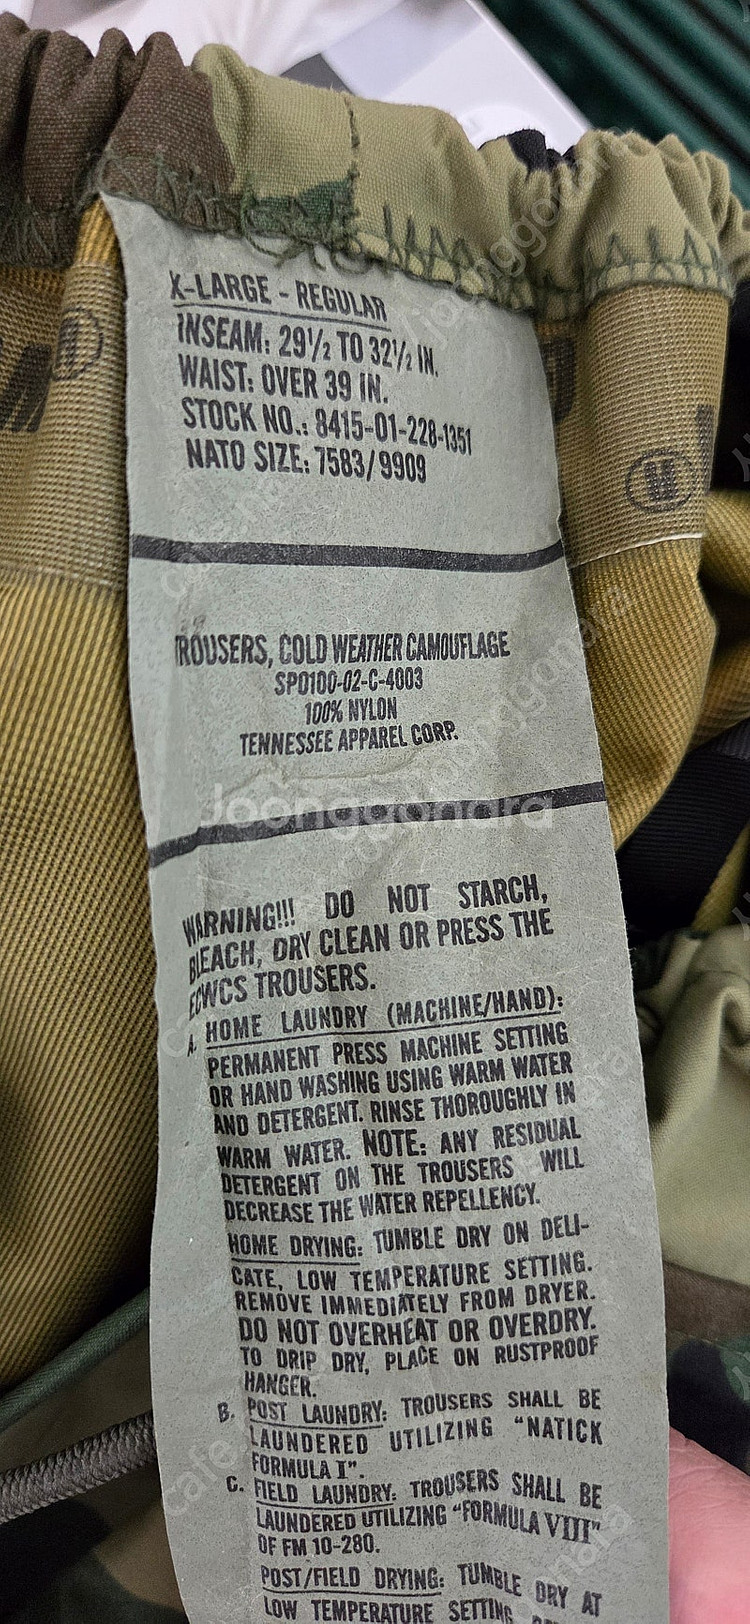 X-LARGE - REGULAR
INSEAM: 29½ TO 32½ IN.
WAIST: OVER 39 IN.
STOCK NO.: 8415-01-228-1351
NATO SIZE: 7583/9909
TROUSERS, COLD WEATHER CAMOUFLAGE
SPO100-02-C-4003
100% NYLON
TENNESSEE APPAREL CORP.
Joonggonara
WARNING!!! DO NOT STARCH,
BLEACH, DRY CLEAN OR PRESS THE
ECWCS TROUSERS.
A. HOME LAUNDRY (MACHINE/HAND):
PERMANENT PRESS MACHINE SETTING
OR HAND WASHING USING WARM WATER
AND DETERGENT. RINSE THOROUGHLY IN
WARM WATER. NOTE: ANY RESIDUAL
DETERGENT ON THE TROUSERS WILL
DECREASE THE WATER REPELLENCY.
HOME DRYING: TUMBLE DRY ON DELI-
CATE, LOW TEMPERATURE SETTING.
REMOVE IMMEDIATELY FROM DRYER.
DO NOT OVERHEAT OR OVERDRY.
TO DRIP DRY, PLACE ON RUSTPROOF
HANGER.
B. POST LAUNDRY: TROUSERS SHALL BE
LAUNDERED UTILIZING "NATICK
FORMULA I".
C. FIELD LAUNDRY: TROUSERS SHALL BE
LAUNDERED UTILIZING "FORMULA VIII"
OF FM 10-280.
POST/FIELD DRYING: TUMBLE DRY AT
LOW TEMPERATURE SETTING